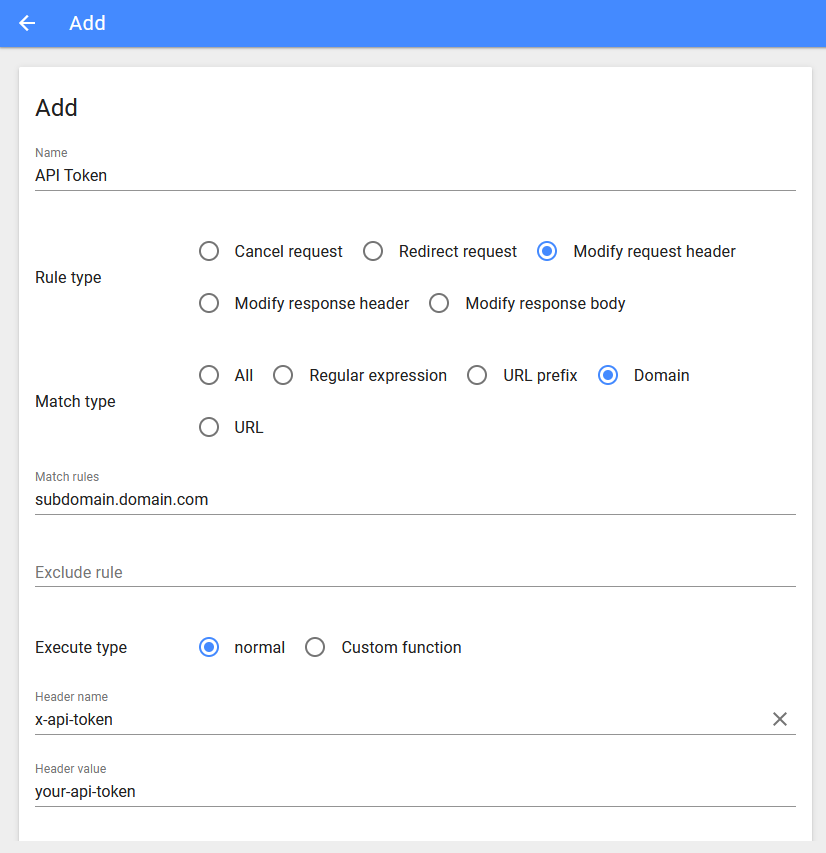 Add
Add
Name
API Token
Cancel request Redirect request Modify request header
Rule type
Modify response header Modify response body
All Regular expression URL prefix Domain
Match type
URL
Match rules
subdomain.domain.com
Exclude rule
Execute type normal Custom function
Header name
x-api-token
Header value
your-api-token